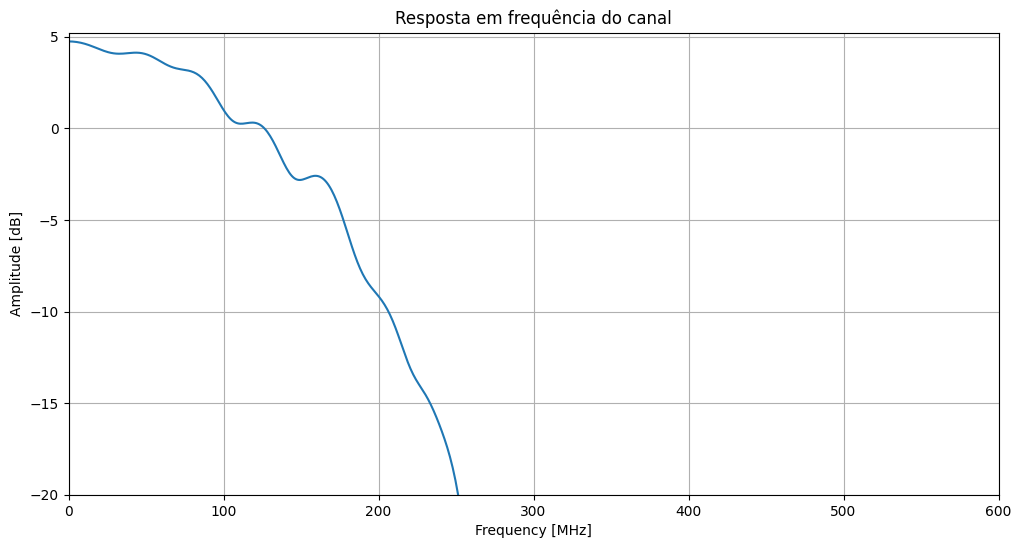 Resposta em frequência do canal
Amplitude [dB]
5
0
−5
−10
−15
−20
0 100 200 300 400 500 600
Frequency [MHz]